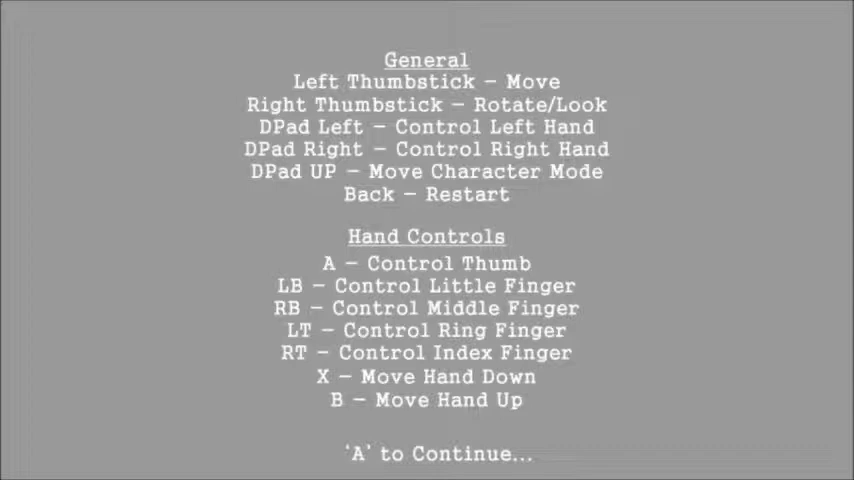 General
Left Thumbstick – Move
Right Thumbstick – Rotate/Look
DPad Left – Control Left Hand
DPad Right – Control Right Hand
DPad UP – Move Character Mode
Back – Restart
Hand Controls
A – Control Thumb
LB – Control Little Finger
RB – Control Middle Finger
LT – Control Ring Finger
RT – Control Index Finger
X – Move Hand Down
B – Move Hand Up
'A' to Continue...